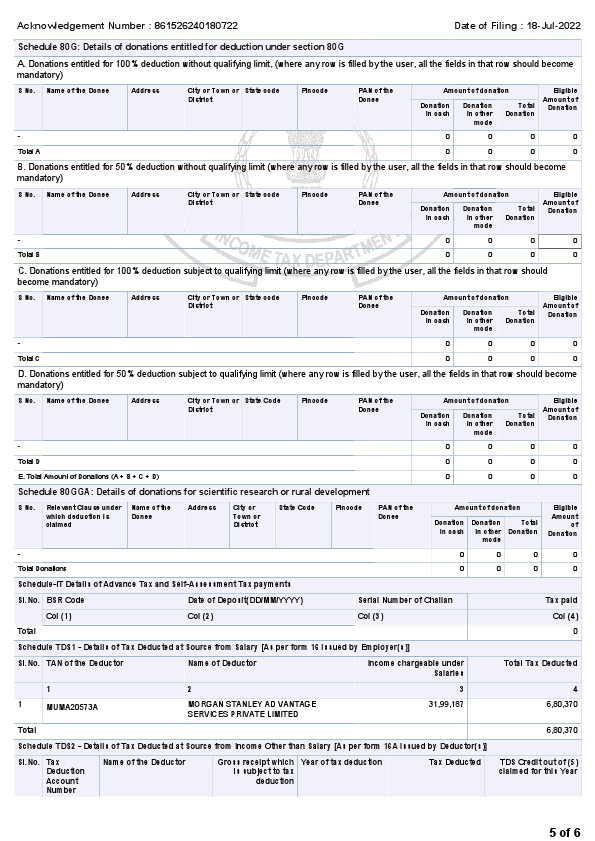 Acknowledgement Number : 861526240180722 Date of Filing : 18-Jul-2022
Schedule 80G: Details of donations entitled for deduction under section 80G
A. Donations entitled for 100% deduction without qualifying limit, (where any row is filled by the user, all the fields in that row should become
mandatory)
S No. Name of the Donee Address City or Town or District State code Pincode PAN of the Donee Amount of donation Eligible Amount of Donation
Donation in cash Donation in other mode Total Donation
- 0 0 0 0
Total A 0 0 0 0
B. Donations entitled for 50% deduction without qualifying limit (where any row is filled by the user, all the fields in that row should become
mandatory)
S No. Name of the Donee Address City or Town or District State code Pincode PAN of the Donee Amount of donation Eligible Amount of Donation
Donation in cash Donation in other mode Total Donation
- 0 0 0 0
Total B 0 0 0 0
INCOME TAX DEPARTMENT
C. Donations entitled for 100% deduction subject to qualifying limit (where any row is filled by the user, all the fields in that row should
become mandatory)
S No. Name of the Donee Address City or Town or District State code Pincode PAN of the Donee Amount of donation Eligible Amount of Donation
Donation in cash Donation in other mode Total Donation
- 0 0 0 0
Total C 0 0 0 0
D. Donations entitled for 50% deduction subject to qualifying limit (where any row is filled by the user, all the fields in that row should become
mandatory)
S No. Name of the Donee Address City or Town or District State Code Pincode PAN of the Donee Amount of donation Eligible Amount of Donation
Donation in cash Donation in other mode Total Donation
- 0 0 0 0
Total D 0 0 0 0
E. Total Amount of Donations (A + B + C + D) 0 0 0 0
Schedule 80GGA: Details of donations for scientific research or rural development
S No. Relevant Clause under which deduction is claimed Name of the Donee Address City or Town or District State Code Pincode PAN of the Donee Amount of donation Eligible Amount of Donation
Donation in cash Donation in other mode Total Donation
- 0 0 0 0
Total Donations 0 0 0 0
Schedule-IT Details of Advance Tax and Self-Assessment Tax payments
Sl. No. BSR Code Date of Deposit(DD/MM/YYYY) Serial Number of Challan Tax paid
Col (1) Col (2) Col (3) Col (4)
Total 0
Schedule TDS1 - Details of Tax Deducted at Source from Salary [As per form 16 issued by Employer(s)]
Sl. No. TAN of the Deductor Name of Deductor Income chargeable under Salaries Total Tax Deducted
1 2 3 4
1 MUMA20573A MORGAN STANLEY ADVANTAGE SERVICES PRIVATE LIMITED 31,99,187 6,80,370
Total 6,80,370
Schedule TDS2 - Details of Tax Deducted at Source from Income Other than Salary [As per form 16A issued by Deductor(s)]
Sl. No. Tax Deduction Account Number Name of the Deductor Gross receipt which is subject to tax deduction Year of tax deduction Tax Deducted TDS Credit out of (5) claimed for this Year
5 of 6